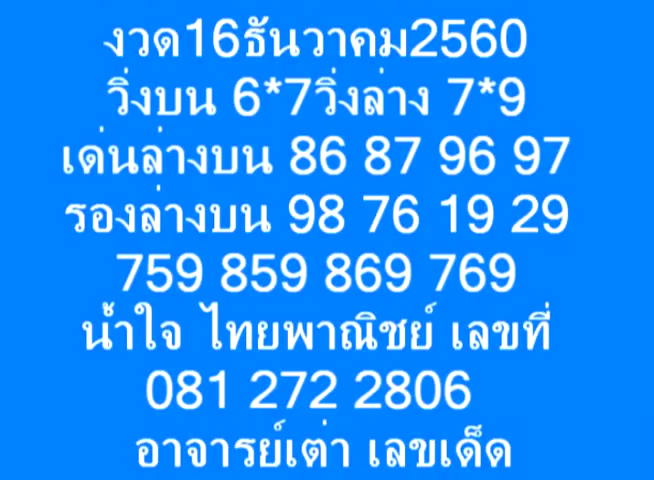 งวด16ธันวาคม2560
วิ่งบน 6*7วิ่งล่าง 7*9
เด่นล่างบน 86 87 96 97
รองล่างบน 98 76 19 29
759 859 869 769
น้ำใจ ไทยพาณิชย์ เลขที่
081 272 2806
อาจารย์เต่า เลขเด็ด